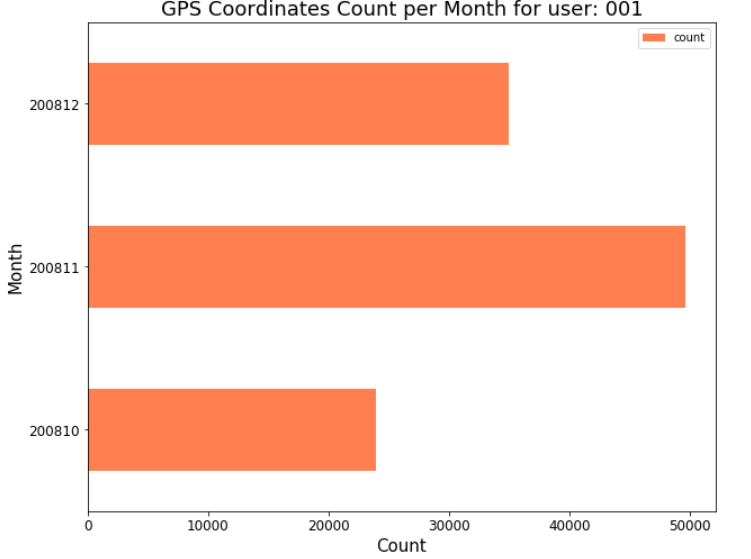 GPS Coordinates Count per Month for user: 001
count
200812
Month
200811
200810
0 10000 20000 30000 40000 50000
Count